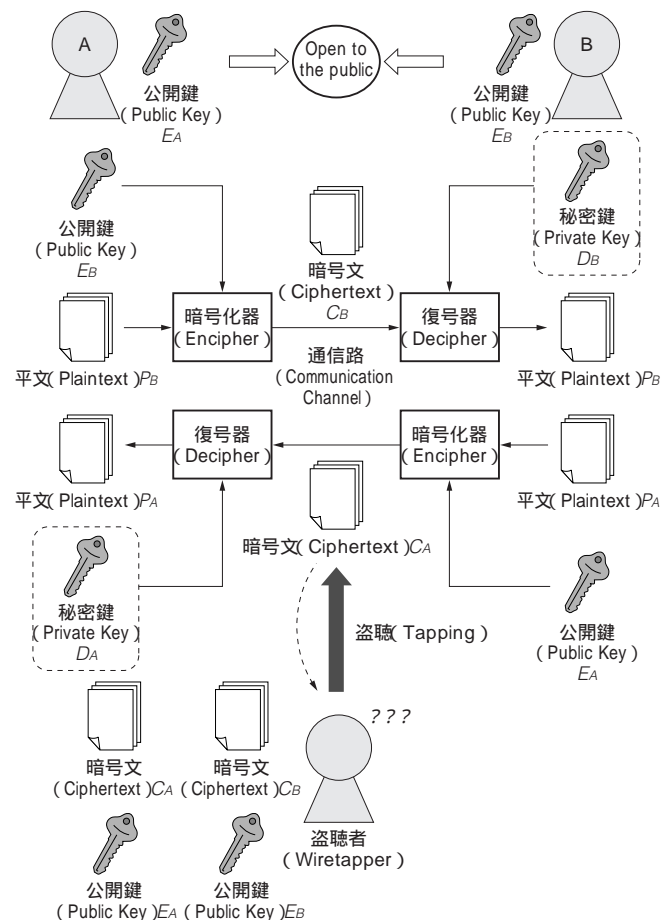 A
Open to
the public
B
公開鍵
( Public Key )
EA
公開鍵
( Public Key )
EB
公開鍵
( Public Key )
EB
暗号文
( Ciphertext )
CB
秘密鍵
( Private Key )
DB
暗号化器
( Encipher )
復号器
( Decipher )
通信路
( Communication
Channel )
平文( Plaintext )PB
平文( Plaintext )PB
復号器
( Decipher )
暗号化器
( Encipher )
平文( Plaintext )PA
平文( Plaintext )PA
暗号文( Ciphertext )CA
秘密鍵
( Private Key )
DA
盗聴( Tapping )
公開鍵
( Public Key )
EA
???
暗号文
( Ciphertext )CA
暗号文
( Ciphertext )CB
盗聴者
( Wiretapper )
公開鍵
( Public Key )EA
公開鍵
( Public Key )EB